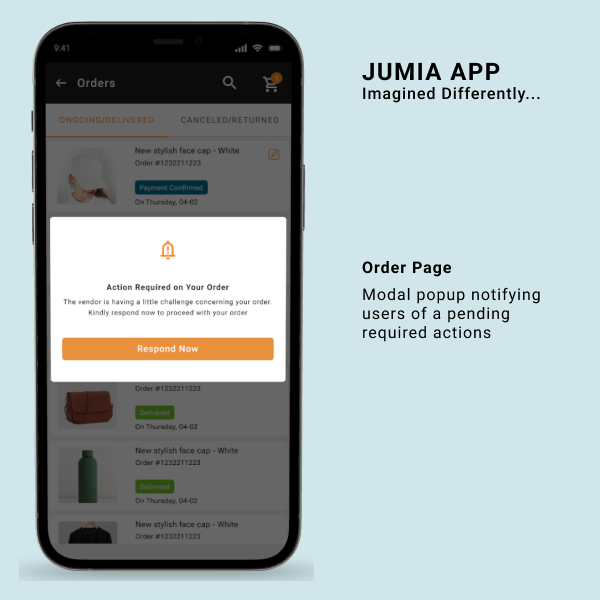 9:41
Orders
ONGOING/DELIVERED CANCELED/RETURNED
New stylish face cap - White
Order #1232211223
Payment Confirmed
On Thursday, 04-02
Action Required on Your Order
The vendor is having a little challenge concerning your order.
Kindly respond now to proceed with your order
Respond Now
Order #1232211223
Delivered
On Thursday, 04-02
New stylish face cap - White
Order #1232211223
Delivered
On Thursday, 04-02
New stylish face cap - White
Order #1232211223
JUMIA APP
Imagined Differently...
Order Page
Modal popup notifying
users of a pending
required actions